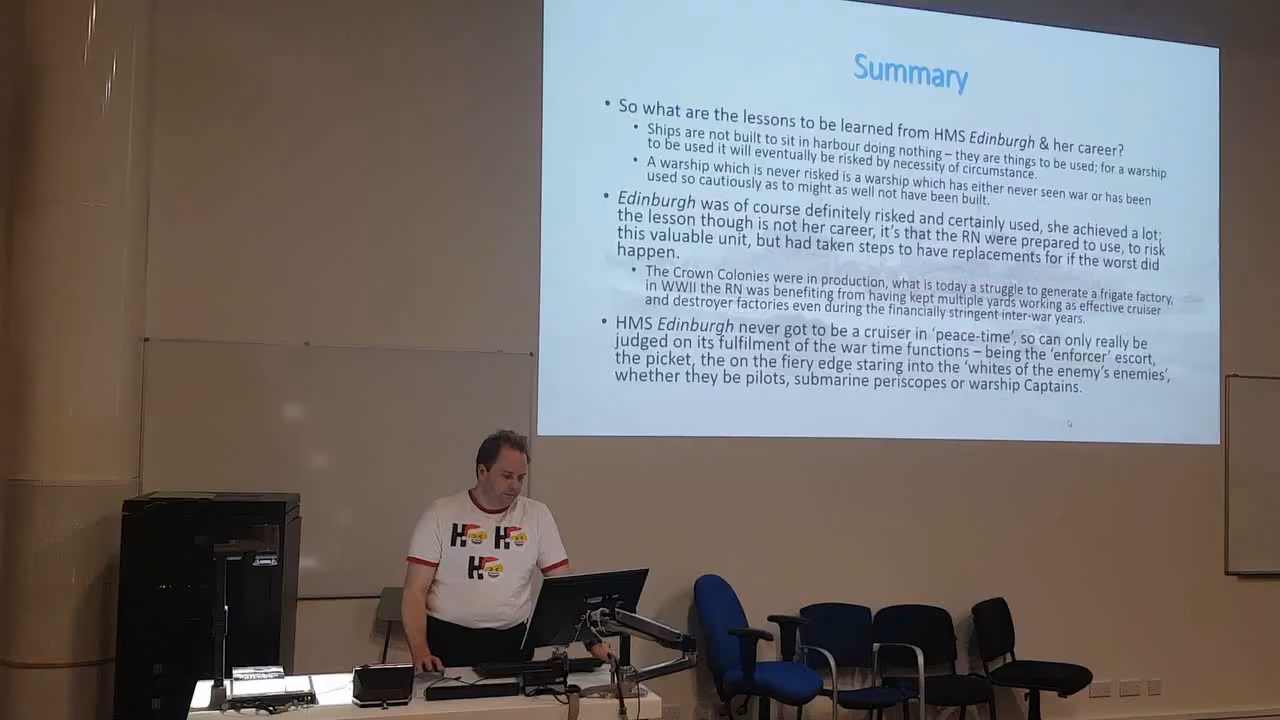 Summary
• So what are the lessons to be learned from HMS Edinburgh & her career?
• Ships are not built to sit in harbour doing nothing – they are things to be used; for a warship
to be used it will eventually be risked by necessity of circumstance.
• A warship which is never risked is a warship which has either never seen war or has been
used so cautiously as to might as well not have been built.
• Edinburgh was of course definitely risked and certainly used, she achieved a lot;
the lesson though is not her career, it's that the RN were prepared to use, to risk
this valuable unit, but had taken steps to have replacements for if the worst did
happen.
• The Crown Colonies were in production, what is today a struggle to generate a frigate factory,
in WWII the RN was benefiting from having kept multiple yards working as effective cruiser
and destroyer factories even during the financially stringent inter-war years.
• HMS Edinburgh never got to be a cruiser in 'peace-time', so can only really be
judged on its fulfilment of the war time functions – being the 'enforcer' escort,
the picket, the on the fiery edge staring into the 'whites of the enemy's enemies',
whether they be pilots, submarine periscopes or warship Captains.
H H
H